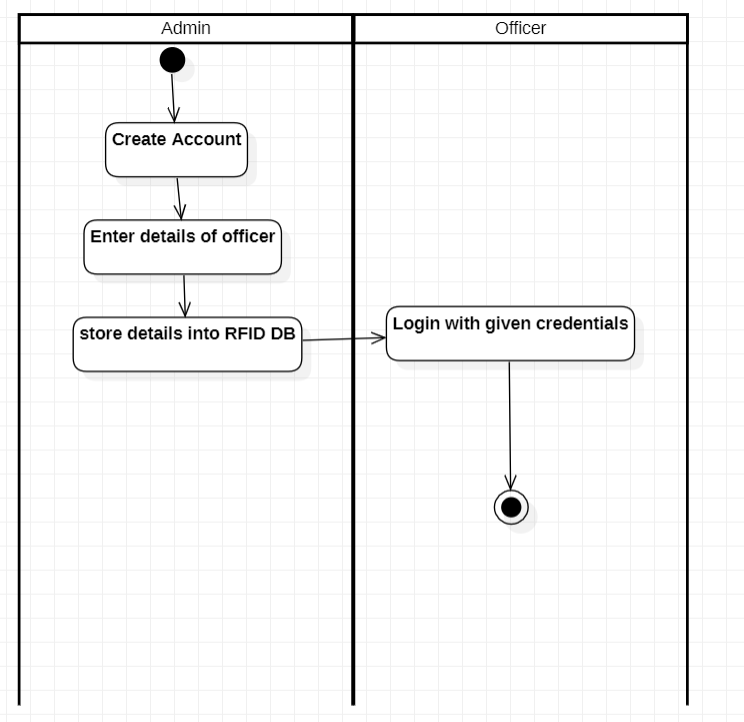 Admin
Officer
Create Account
Enter details of officer
store details into RFID DB
Login with given credentials